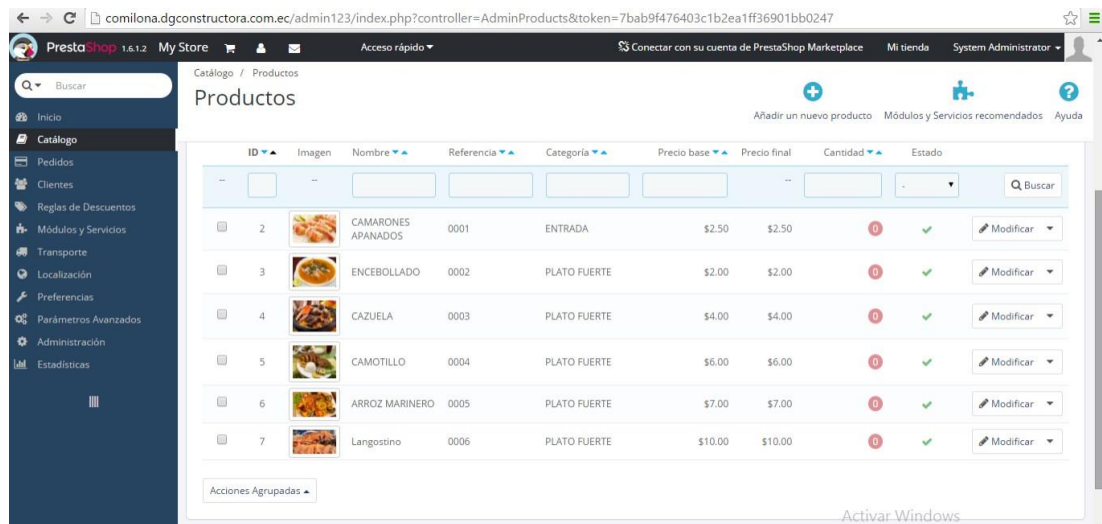 comilona.dgconstructora.com.ec/admin123/index.php?controller=AdminProducts&token=7bab9f476403c1b2ea1ff36901bb0247
PrestaShop 1.6.1.2 My Store Acceso rápido Conectar con su cuenta de PrestaShop Marketplace Mi tienda System Administrator
Buscar
Inicio
Catálogo
Pedidos
Clientes
Reglas de Descuentos
Módulos y Servicios
Transporte
Localización
Preferencias
Parámetros Avanzados
Administración
Estadísticas
Catálogo / Productos
Productos
Añadir un nuevo producto Módulos y Servicios recomendados Ayuda
ID Imagen Nombre Referencia Categoría Precio base Precio final Cantidad Estado
-- -- -- - Buscar
2 CAMARONES APANADOS 0001 ENTRADA $2.50 $2.50 0 Modificar
3 ENCEBOLLADO 0002 PLATO FUERTE $2.00 $2.00 0 Modificar
4 CAZUELA 0003 PLATO FUERTE $4.00 $4.00 0 Modificar
5 CAMOTILLO 0004 PLATO FUERTE $6.00 $6.00 0 Modificar
6 ARROZ MARINERO 0005 PLATO FUERTE $7.00 $7.00 0 Modificar
7 Langostino 0006 PLATO FUERTE $10.00 $10.00 0 Modificar
Acciones Agrupadas
Activar Windows